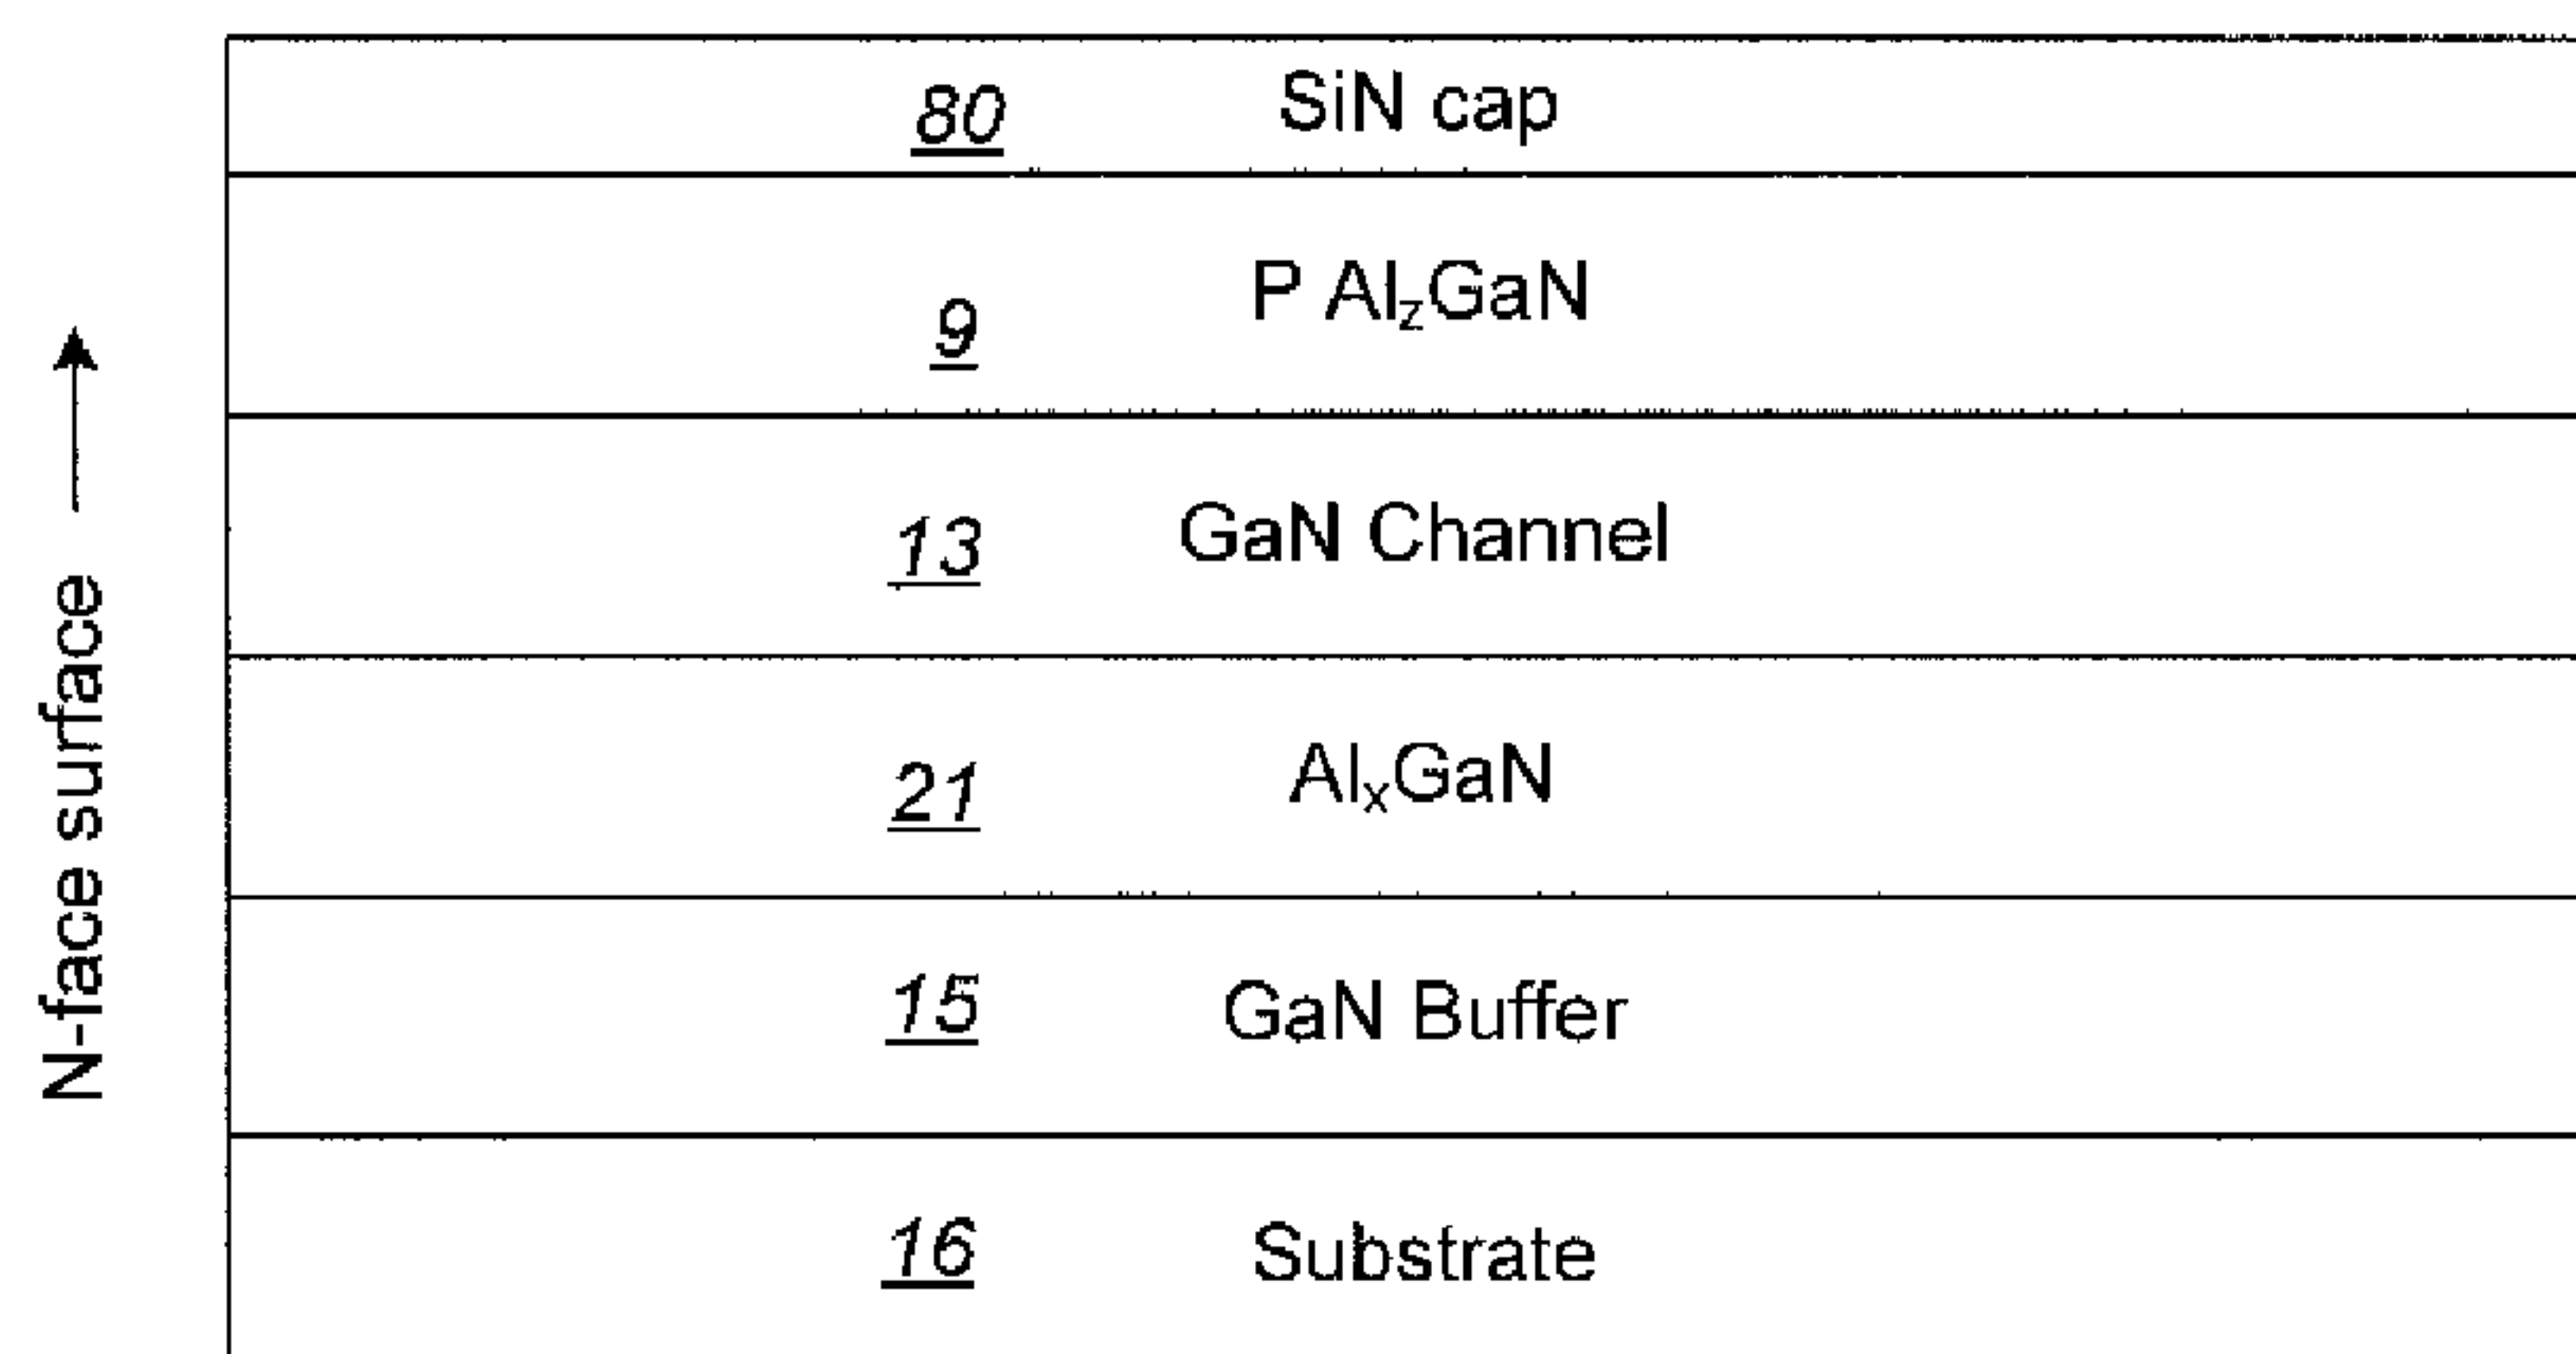 80 SiN cap
9 P AlzGaN
13 GaN Channel
21 AlxGaN
15 GaN Buffer
16 Substrate
N-face surface